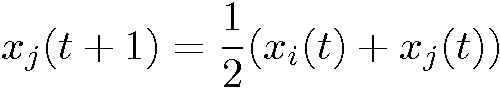 x_j(t + 1) = \frac{1}{2}(x_i(t) + x_j(t))